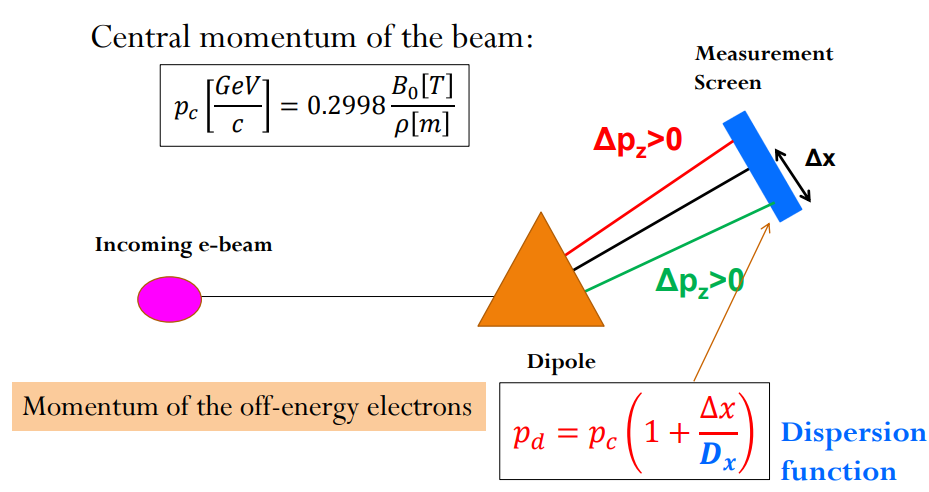 Central momentum of the beam:
p_c [GeV/c] = 0.2998 B_0[T]/ρ[m]
Measurement
Screen
Δp_z>0
Δx
Incoming e-beam
Δp_z>0
Dipole
Momentum of the off-energy electrons
p_d = p_c (1 + Δx/D_x)
Dispersion
function